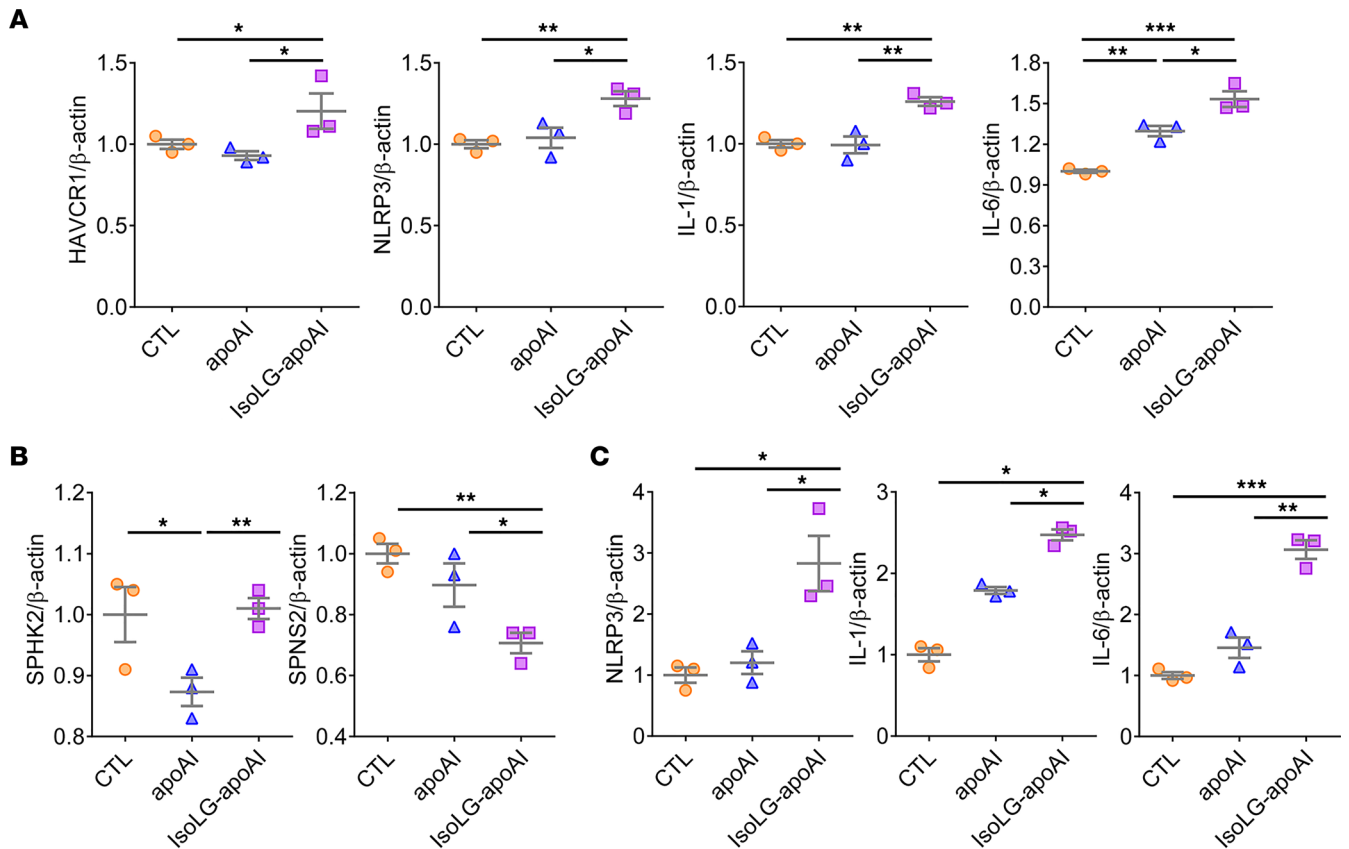 A
* * ** * ** ** *** ** *
HAVCR1/β-actin
1.5
1.0
0.5
0.0
CTL
apoAI
IsoLG-apoAI
NLRP3/β-actin
1.5
1.0
0.5
0.0
CTL
apoAI
IsoLG-apoAI
IL-1/β-actin
1.5
1.0
0.5
0.0
CTL
apoAI
IsoLG-apoAI
IL-6/β-actin
1.8
1.5
1.2
0.9
0.6
0.3
0.0
CTL
apoAI
IsoLG-apoAI
B
* ** ** *
SPHK2/β-actin
1.2
1.1
1.0
0.9
0.8
CTL
apoAI
IsoLG-apoAI
SPNS2/β-actin
1.2
1.0
0.8
0.6
0.4
CTL
apoAI
IsoLG-apoAI
C
* * * * *** **
NLRP3/β-actin
4
3
2
1
0
CTL
apoAI
IsoLG-apoAI
IL-1/β-actin
3
2
1
0
CTL
apoAI
IsoLG-apoAI
IL-6/β-actin
4
3
2
1
0
CTL
apoAI
IsoLG-apoAI